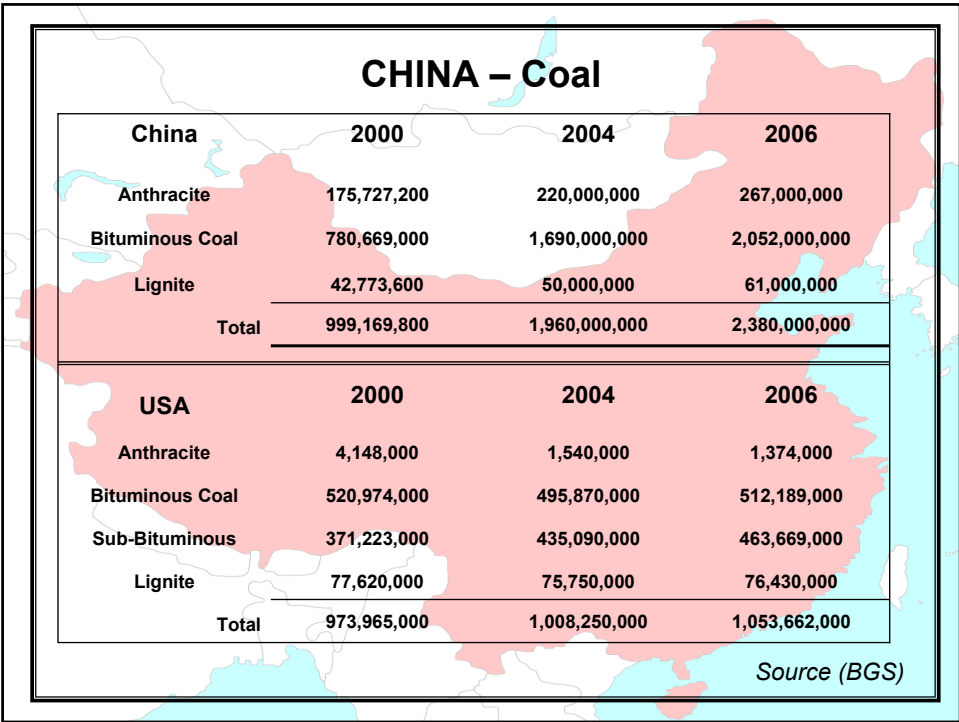 CHINA – Coal
China 2000 2004 2006
Anthracite 175,727,200 220,000,000 267,000,000
Bituminous Coal 780,669,000 1,690,000,000 2,052,000,000
Lignite 42,773,600 50,000,000 61,000,000
Total 999,169,800 1,960,000,000 2,380,000,000
USA 2000 2004 2006
Anthracite 4,148,000 1,540,000 1,374,000
Bituminous Coal 520,974,000 495,870,000 512,189,000
Sub-Bituminous 371,223,000 435,090,000 463,669,000
Lignite 77,620,000 75,750,000 76,430,000
Total 973,965,000 1,008,250,000 1,053,662,000
Source (BGS)